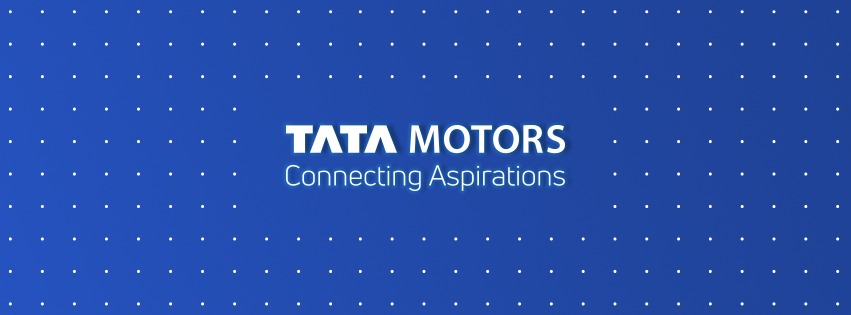 TATA MOTORS
Connecting Aspirations